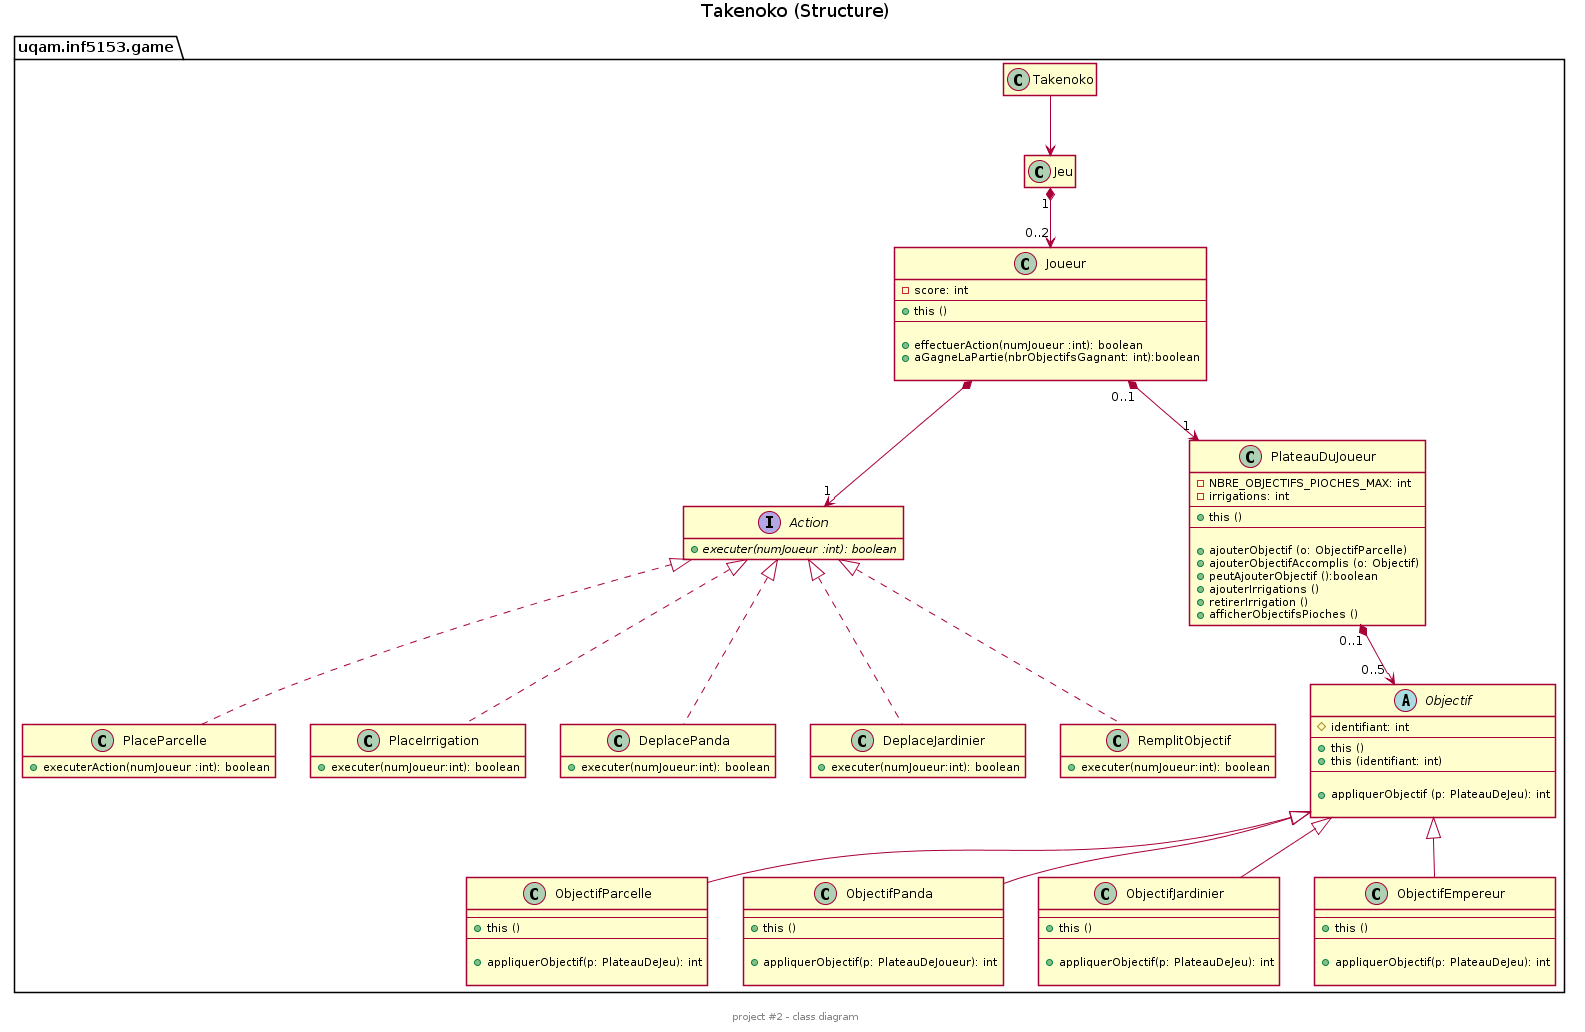 Takenoko (Structure)
uqam.inf5153.game
C Takenoko
C Jeu
1
0..2
C Joueur
score: int
this ()
effectuerAction(numJoueur :int): boolean
aGagneLaPartie(nbrObjectifsGagnant: int):boolean
0..1
1
1
C PlateauDuJoueur
NBRE_OBJECTIFS_PIOCHES_MAX: int
irrigations: int
this ()
ajouterObjectif (o: ObjectifParcelle)
ajouterObjectifAccomplis (o: Objectif)
peutAjouterObjectif ():boolean
ajouterIrrigations ()
retirerIrrigation ()
afficherObjectifsPioches ()
I Action
executer(numJoueur :int): boolean
0..1
0..5
C PlaceParcelle
executerAction(numJoueur :int): boolean
C PlaceIrrigation
executer(numJoueur:int): boolean
C DeplacePanda
executer(numJoueur:int): boolean
C DeplaceJardinier
executer(numJoueur:int): boolean
C RemplitObjectif
executer(numJoueur:int): boolean
A Objectif
identifiant: int
this ()
this (identifiant: int)
appliquerObjectif (p: PlateauDeJeu): int
C ObjectifParcelle
this ()
appliquerObjectif(p: PlateauDeJeu): int
C ObjectifPanda
this ()
appliquerObjectif(p: PlateauDeJoueur): int
C ObjectifJardinier
this ()
appliquerObjectif(p: PlateauDeJeu): int
C ObjectifEmpereur
this ()
appliquerObjectif(p: PlateauDeJeu): int
project #2 - class diagram